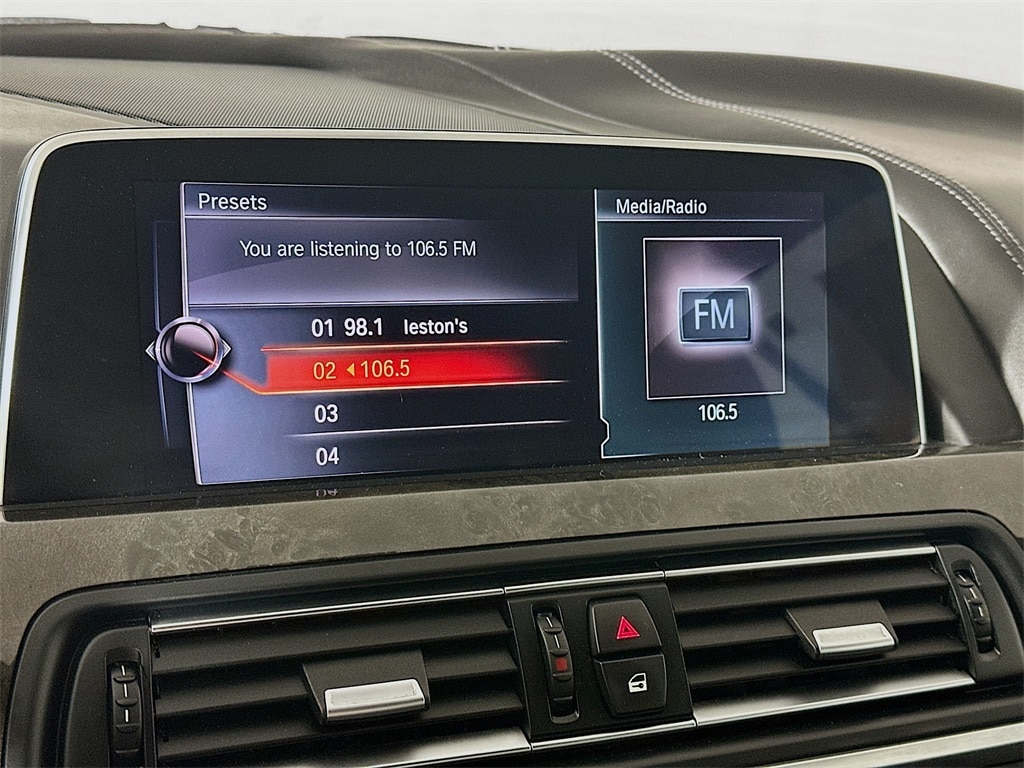 Presets
You are listening to 106.5 FM
01 98.1 leston's
02 106.5
03
04
Media/Radio
FM
106.5